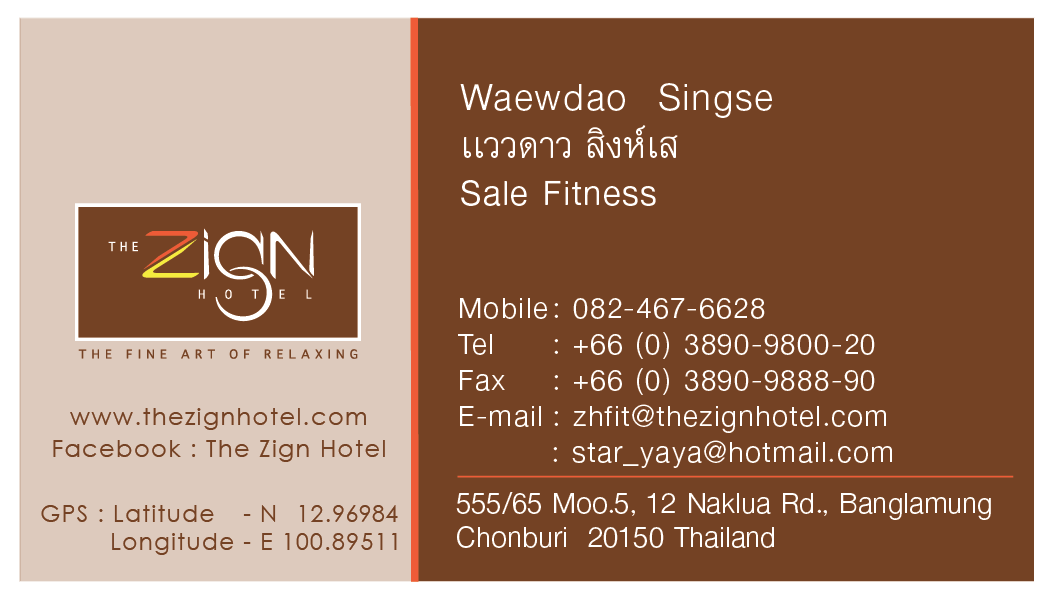 THE Zign
HOTEL
THE FINE ART OF RELAXING
www.thezignhotel.com
Facebook : The Zign Hotel
GPS : Latitude - N 12.96984
Longitude - E 100.89511
Waewdao Singse
แววดาว สิงห์เส
Sale Fitness
Mobile : 082-467-6628
Tel : +66 (0) 3890-9800-20
Fax : +66 (0) 3890-9888-90
E-mail : zhfit@thezignhotel.com
: star_yaya@hotmail.com
555/65 Moo.5, 12 Naklua Rd., Banglamung
Chonburi 20150 Thailand